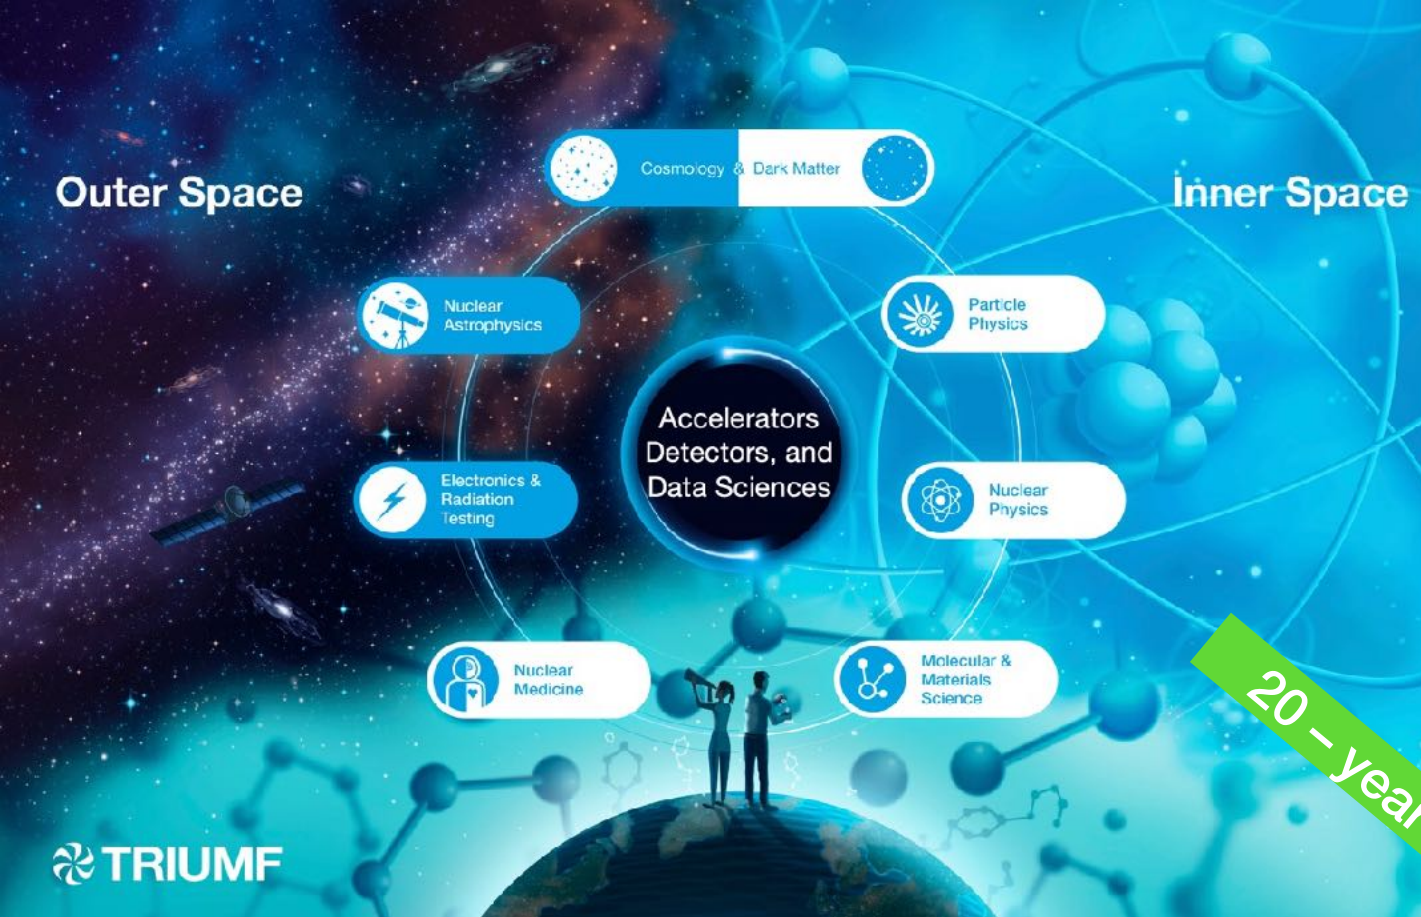 Outer Space
Inner Space
Cosmology & Dark Matter
Nuclear
Astrophysics
Particle
Physics
Accelerators
Detectors, and
Data Sciences
Electronics &
Radiation
Testing
Nuclear
Physics
Nuclear
Medicine
Molecular &
Materials
Science
20 – year
TRIUMF